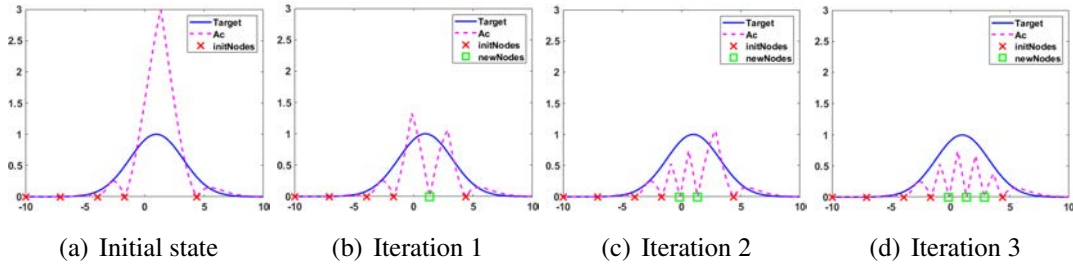 3
2.5
2
1.5
1
0.5
0
-10 -5 0 5 10
Target
Ac
initNodes
(a) Initial state
3
2.5
2
1.5
1
0.5
0
-10 -5 0 5 10
Target
Ac
initNodes
newNodes
(b) Iteration 1
3
2.5
2
1.5
1
0.5
0
-10 -5 0 5 10
Target
Ac
initNodes
newNodes
(c) Iteration 2
3
2.5
2
1.5
1
0.5
0
-10 -5 0 5 10
Target
Ac
initNodes
newNodes
(d) Iteration 3